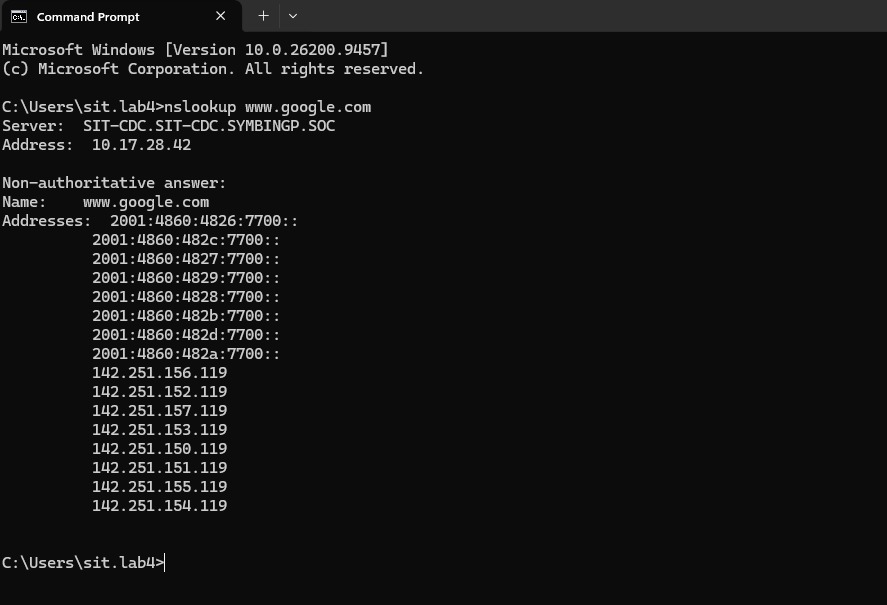 Command Prompt
Microsoft Windows [Version 10.0.26200.9457]
(c) Microsoft Corporation. All rights reserved.
C:\Users\sit.lab4>nslookup www.google.com
Server:  SIT-CDC.SIT-CDC.SYMBINGP.SOC
Address:  10.17.28.42
Non-authoritative answer:
Name:    www.google.com
Addresses:  2001:4860:4826:7700::
2001:4860:482c:7700::
2001:4860:4827:7700::
2001:4860:4829:7700::
2001:4860:4828:7700::
2001:4860:482b:7700::
2001:4860:482d:7700::
2001:4860:482a:7700::
142.251.156.119
142.251.152.119
142.251.157.119
142.251.153.119
142.251.150.119
142.251.151.119
142.251.155.119
142.251.154.119
C:\Users\sit.lab4>